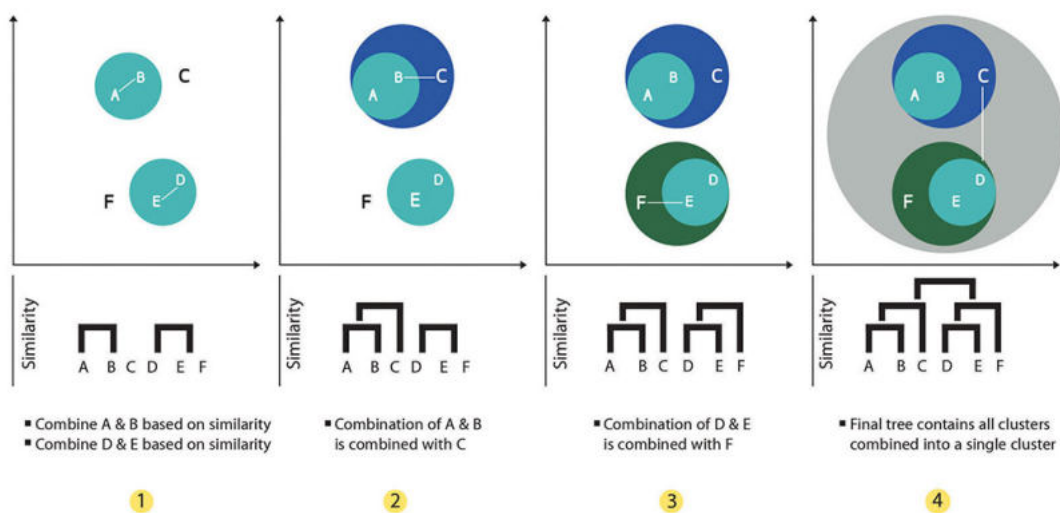 A
B
C
D
E
F
B
C
A
D
E
F
B
C
A
D
F
E
B
C
A
D
F
E
Similarity
A B C D E F
Similarity
A B C D E F
Similarity
A B C D E F
Similarity
A B C D E F
▪ Combine A & B based on similarity
▪ Combine D & E based on similarity
▪ Combination of A & B
is combined with C
▪ Combination of D & E
is combined with F
▪ Final tree contains all clusters
combined into a single cluster
1
2
3
4